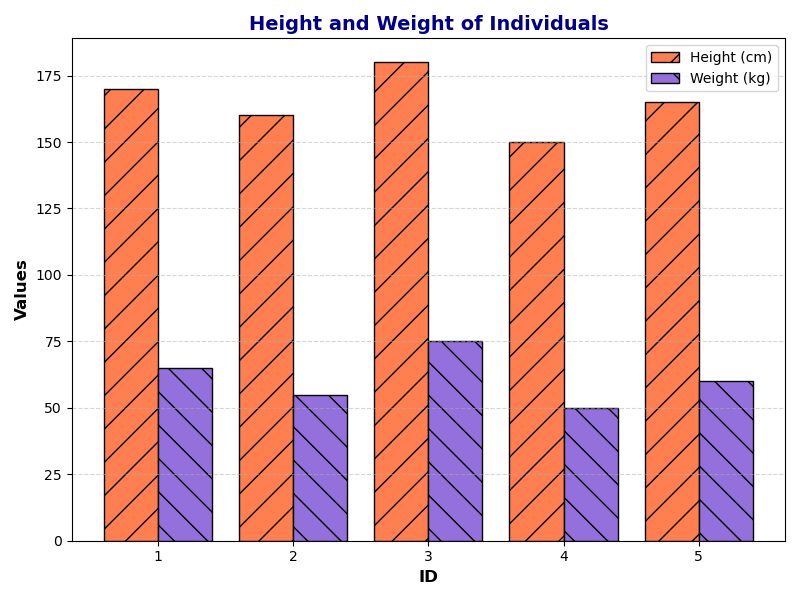 Height and Weight of Individuals
Height (cm)
Weight (kg)
175
150
125
100
75
50
25
0
Values
1 2 3 4 5
ID